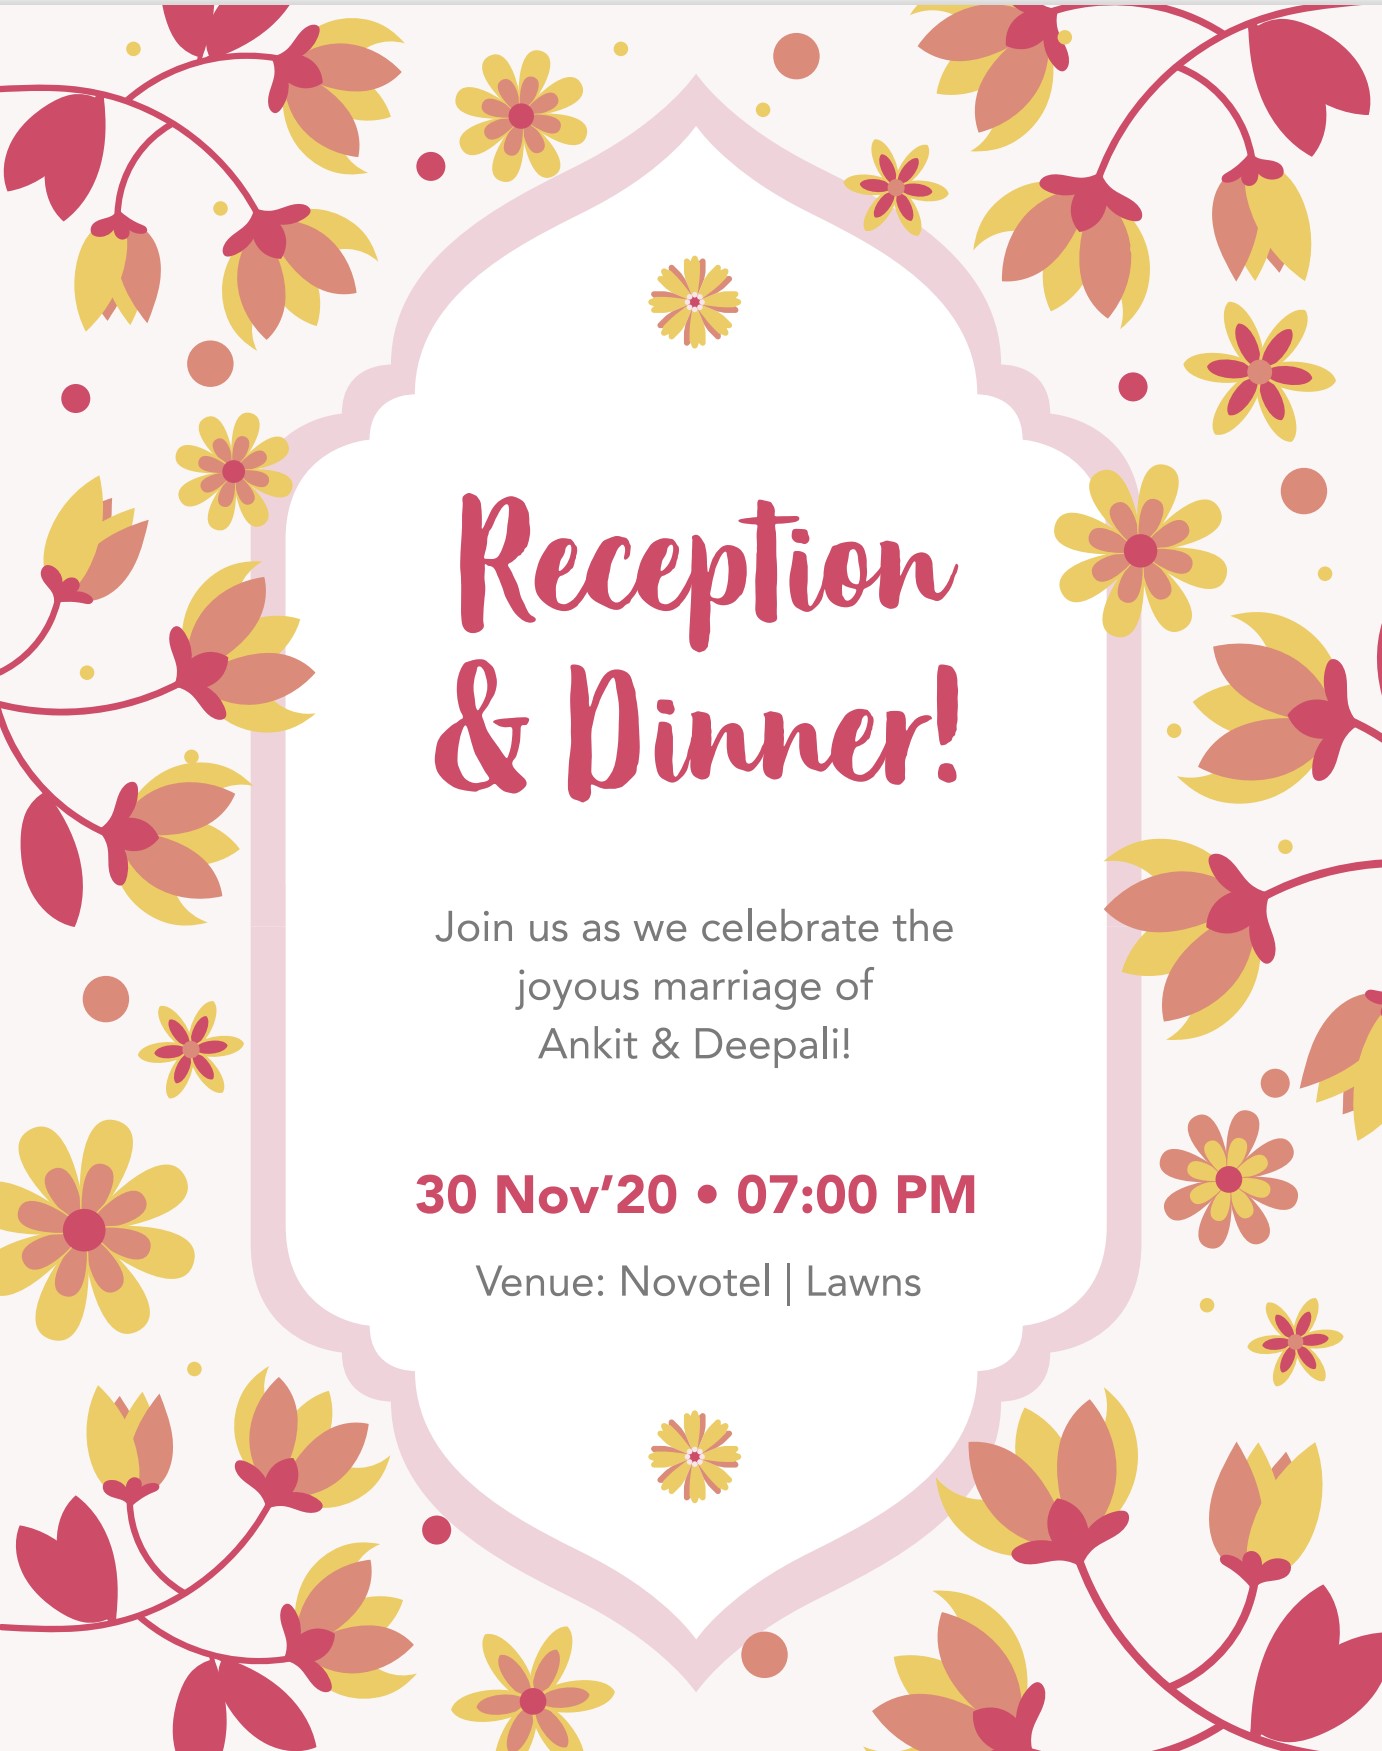 Reception
& Dinner!
Join us as we celebrate the
joyous marriage of
Ankit & Deepali!
30 Nov’20 • 07:00 PM
Venue: Novotel | Lawns